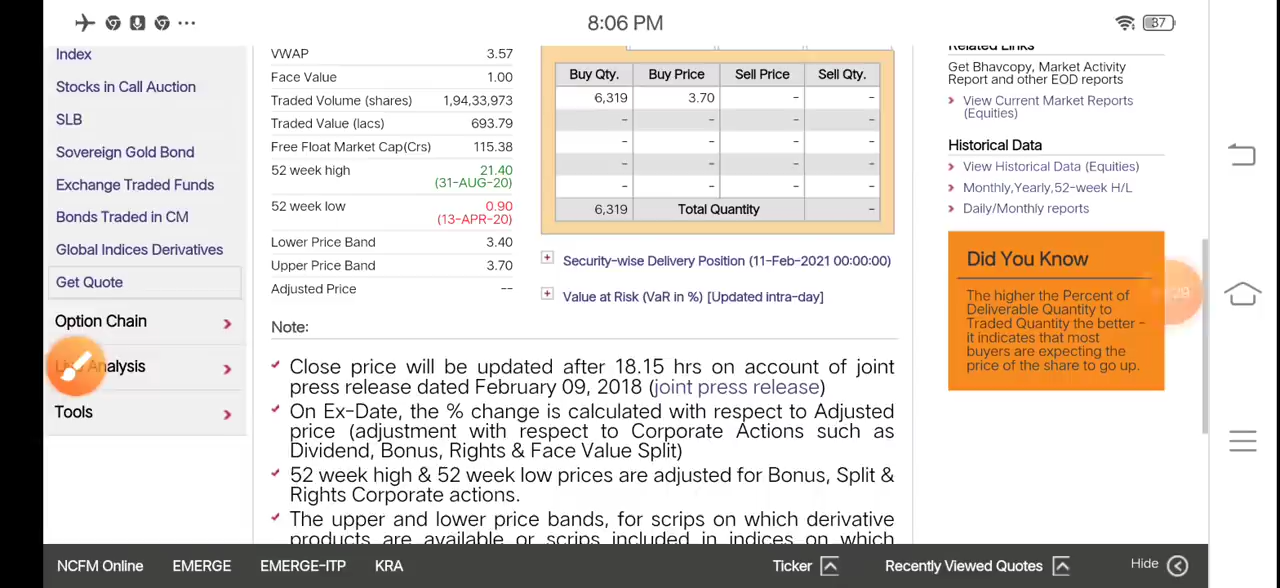 8:06 PM
37
Index
Stocks in Call Auction
SLB
Sovereign Gold Bond
Exchange Traded Funds
Bonds Traded in CM
Global Indices Derivatives
Get Quote
Option Chain
Analysis
Tools
VWAP 3.57
Face Value 1.00
Traded Volume (shares) 1,94,33,973
Traded Value (lacs) 693.79
Free Float Market Cap(Crs) 115.38
52 week high 21.40
(31-AUG-20)
52 week low 0.90
(13-APR-20)
Lower Price Band 3.40
Upper Price Band 3.70
Adjusted Price --
Buy Qty. Buy Price Sell Price Sell Qty.
6,319 3.70 - -
- - - -
- - - -
- - - -
- - - -
6,319 Total Quantity -
Security-wise Delivery Position (11-Feb-2021 00:00:00)
Value at Risk (VaR in %) [Updated intra-day]
Note:
Close price will be updated after 18.15 hrs on account of joint
press release dated February 09, 2018 (joint press release)
On Ex-Date, the % change is calculated with respect to Adjusted
price (adjustment with respect to Corporate Actions such as
Dividend, Bonus, Rights & Face Value Split)
52 week high & 52 week low prices are adjusted for Bonus, Split &
Rights Corporate actions.
The upper and lower price bands, for scrips on which derivative
products are available or scrips included in indices on which
Related Links
Get Bhavcopy, Market Activity
Report and other EOD reports
View Current Market Reports
(Equities)
Historical Data
View Historical Data (Equities)
Monthly,Yearly,52-week H/L
Daily/Monthly reports
Did You Know
The higher the Percent of
Deliverable Quantity to
Traded Quantity the better -
it indicates that most
buyers are expecting the
price of the share to go up.
NCFM Online EMERGE EMERGE-ITP KRA Ticker Recently Viewed Quotes Hide